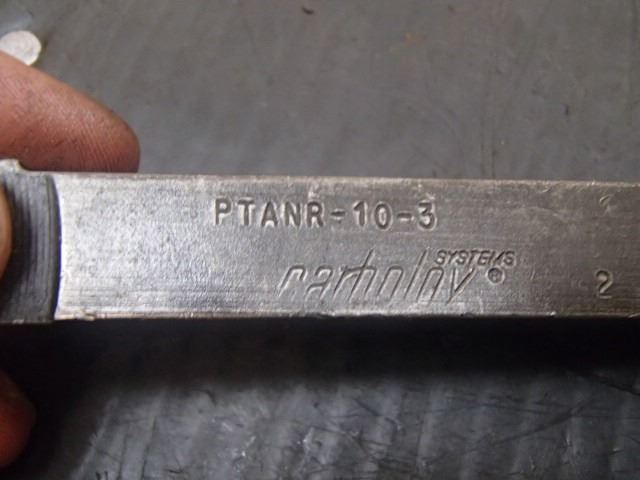 PTANR-10-3
carboloy SYSTEMS ®
2